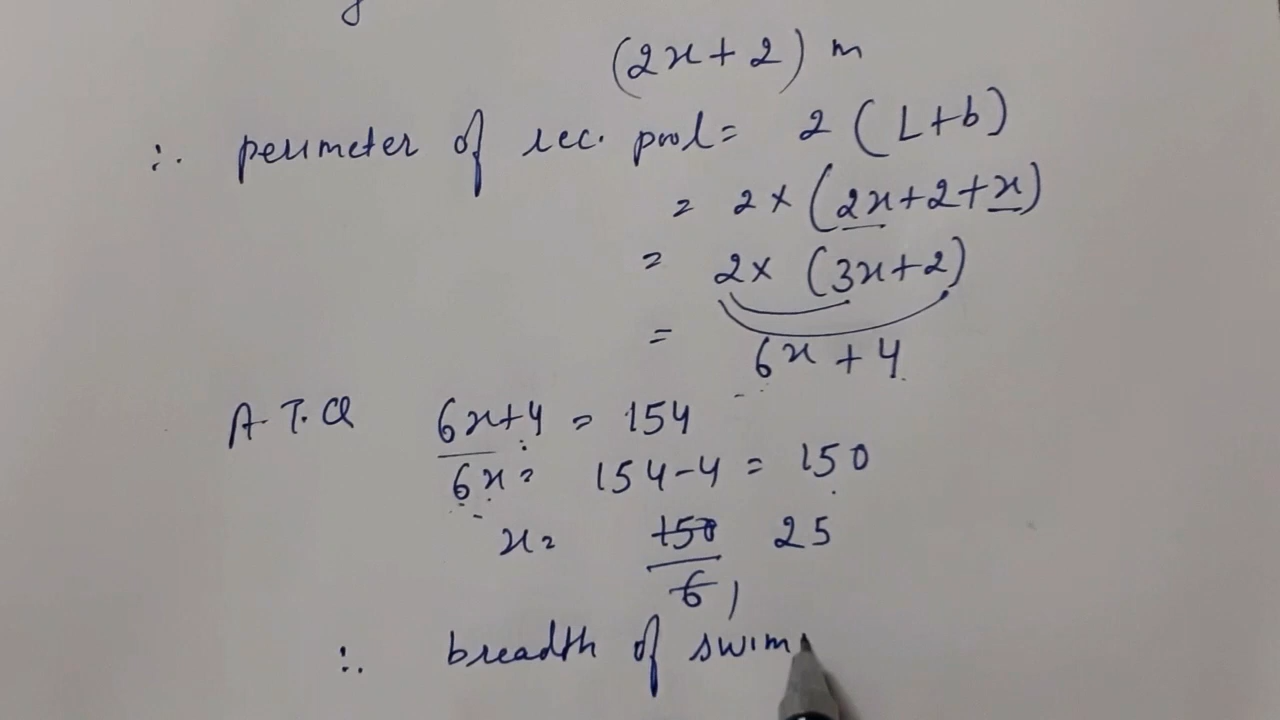 (2x+2) m
∴ perimeter of rec. pool = 2 (L+b)
= 2 × (2x+2+x)
= 2× (3x+2)
= 6x+4
A.T.Q 6x+4 = 154
6x = 154-4 = 150
x = 150/6 25
∴ breadth of swim